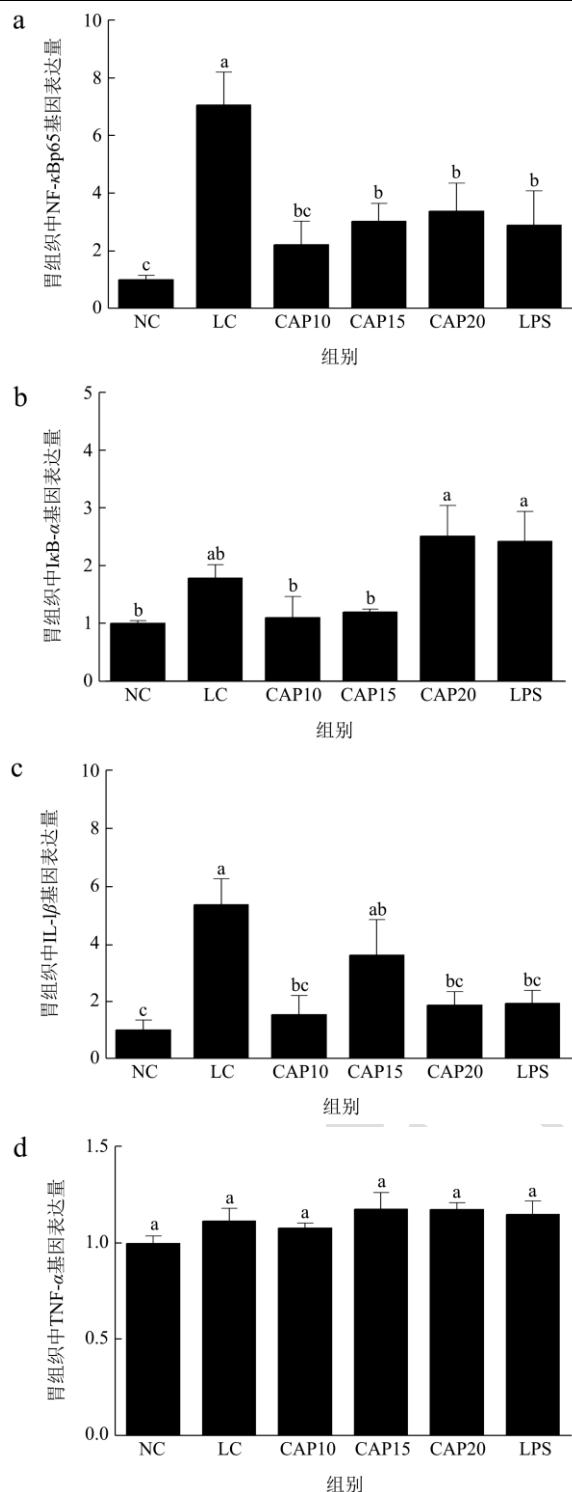 a
胃组织中NF-κBp65基因表达量
10
8
6
4
2
0
c
a
bc
b
b
b
NC LC CAP10 CAP15 CAP20 LPS
组别
b
胃组织中IκB-α基因表达量
5
4
3
2
1
0
b
ab
b
b
a
a
NC LC CAP10 CAP15 CAP20 LPS
组别
c
胃组织中IL-1β基因表达量
10
8
6
4
2
0
c
a
bc
ab
bc
bc
NC LC CAP10 CAP15 CAP20 LPS
组别
d
胃组织中TNF-α基因表达量
1.5
1.0
0.5
0.0
a
a
a
a
a
a
NC LC CAP10 CAP15 CAP20 LPS
组别